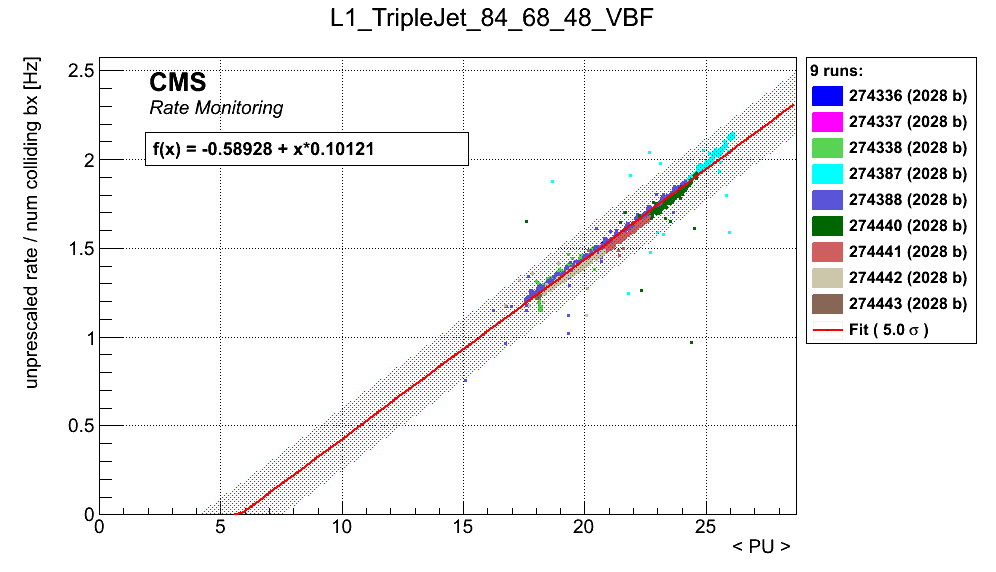 L1_TripleJet_84_68_48_VBF
unprescaled rate / num colliding bx [Hz]
2.5
2
1.5
1
0.5
0
CMS
Rate Monitoring
f(x) = -0.58928 + x*0.10121
0 5 10 15 20 25
< PU >
9 runs:
274336 (2028 b)
274337 (2028 b)
274338 (2028 b)
274387 (2028 b)
274388 (2028 b)
274440 (2028 b)
274441 (2028 b)
274442 (2028 b)
274443 (2028 b)
Fit ( 5.0 σ )